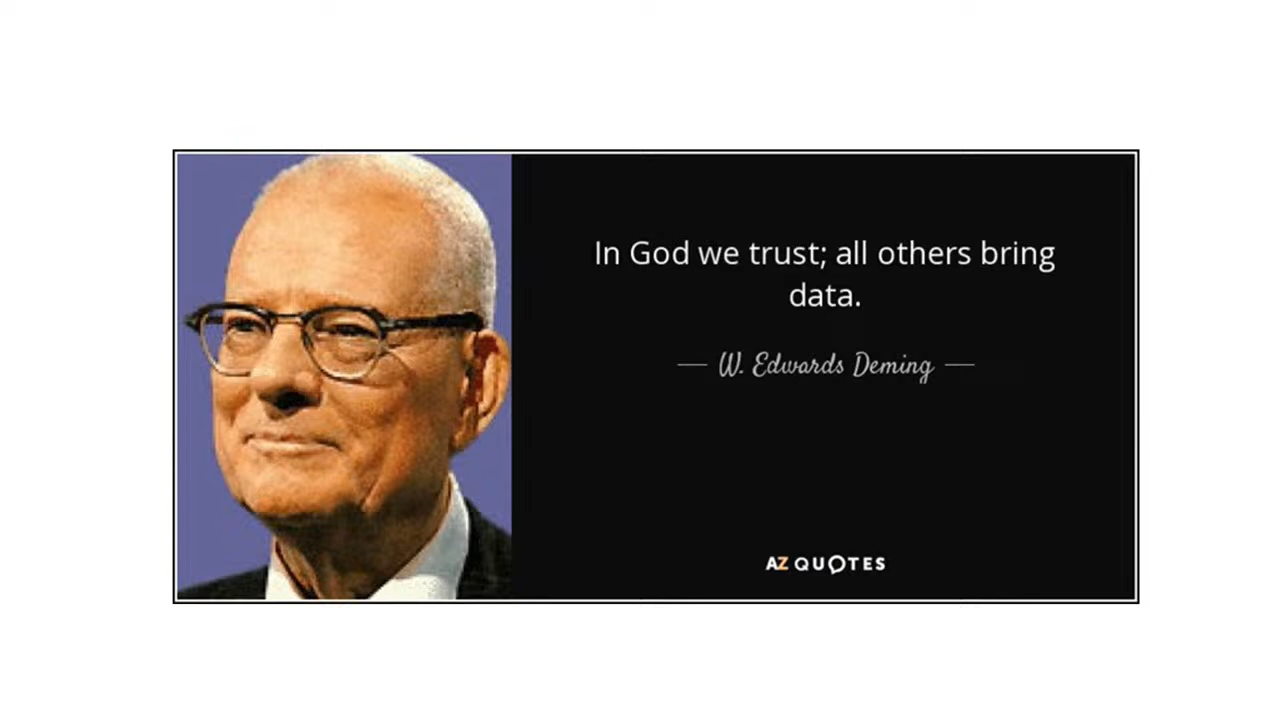 In God we trust; all others bring
data.
— W. Edwards Deming —
AZ QUOTES